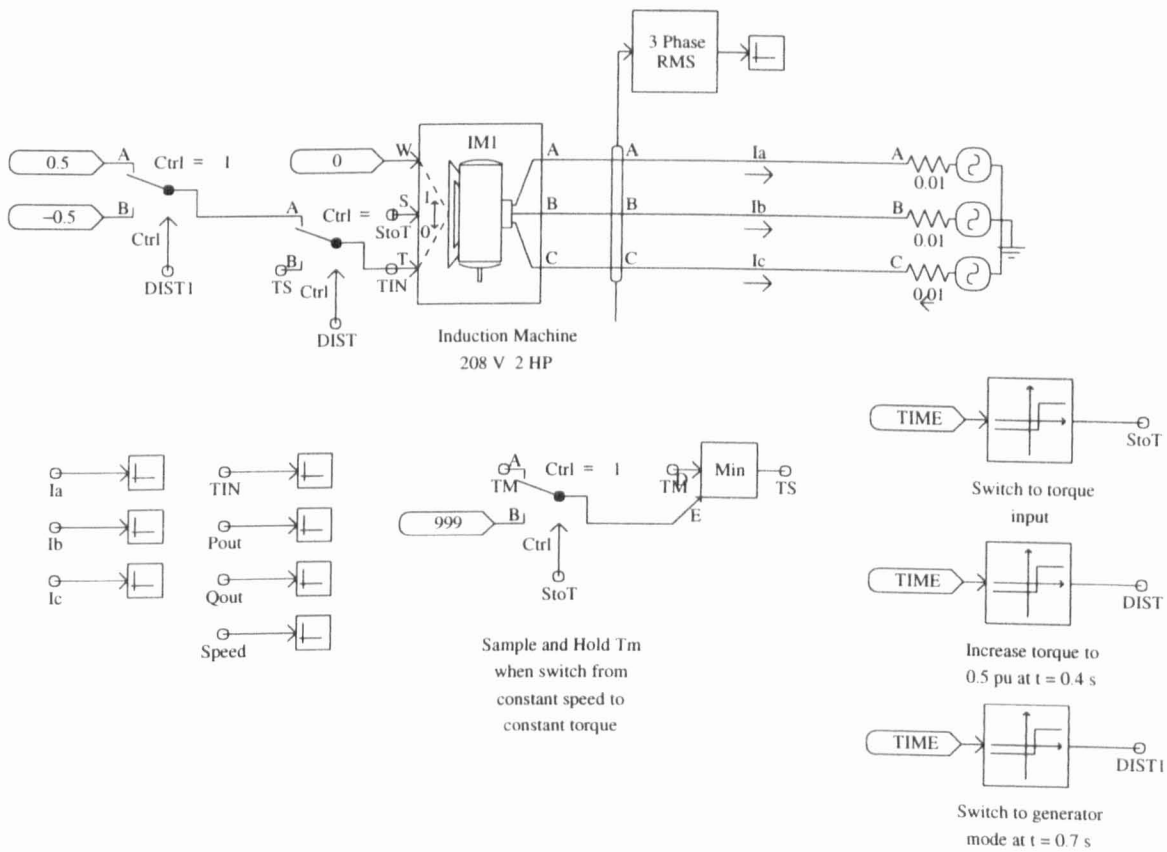 3 Phase
RMS
IM1
0.5
A
Ctrl = 1
0
W
A
A
Ia
A
0.01
-0.5
B
Ctrl
A
Ctrl =
S
StoT
1
0
B
B
Ib
B
0.01
DIST1
B
TS
Ctrl
T
TIN
C
C
Ic
C
0.01
DIST
Induction Machine
208 V 2 HP
TIME
StoT
Switch to torque
input
Ia
TIN
A
TM
Ctrl = 1
TM
D
Min
TS
Ib
Pout
999
B
E
Ctrl
Ic
Qout
StoT
TIME
DIST
Speed
Sample and Hold Tm
when switch from
constant speed to
constant torque
Increase torque to
0.5 pu at t = 0.4 s
TIME
DIST1
Switch to generator
mode at t = 0.7 s